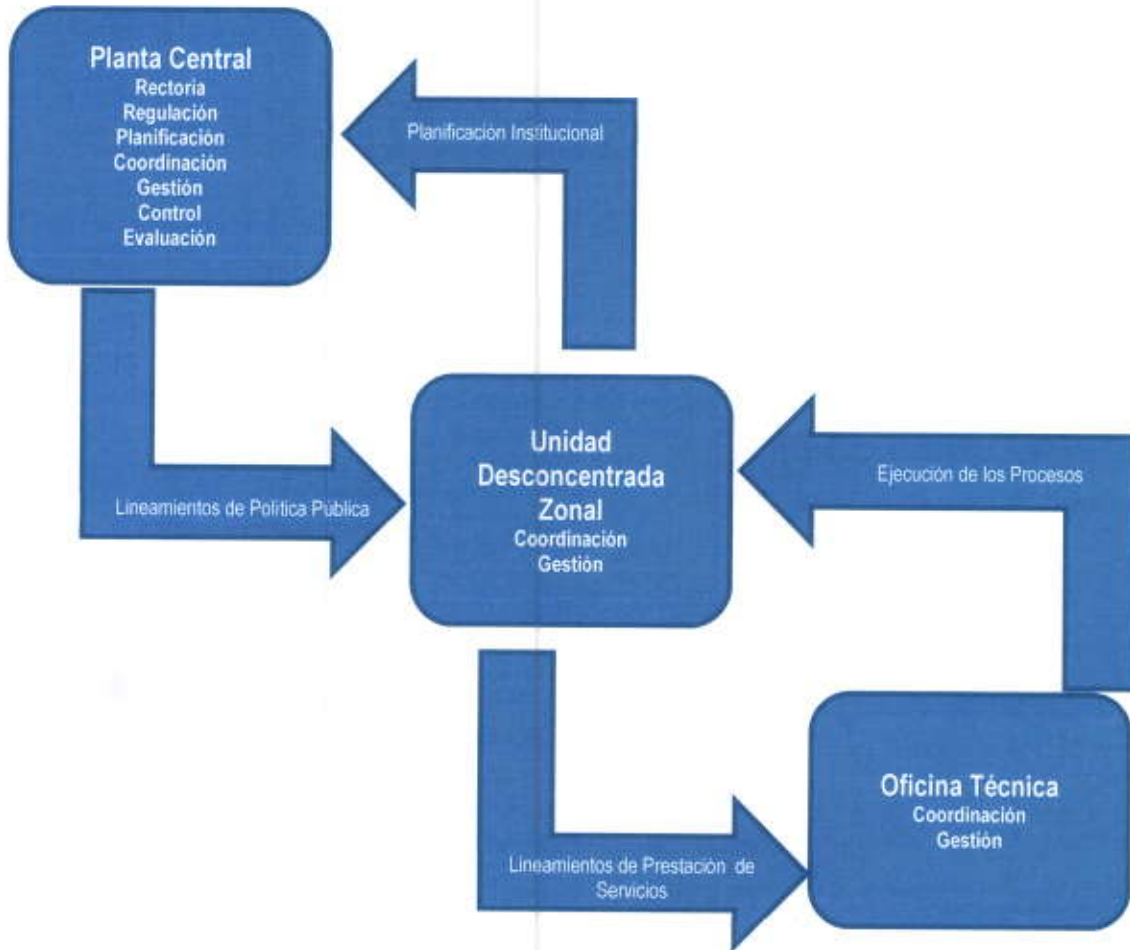 Planta Central
Rectoría
Regulación
Planificación
Coordinación
Gestión
Control
Evaluación
Planificación Institucional
Lineamientos de Política Pública
Unidad
Desconcentrada
Zonal
Coordinación
Gestión
Ejecución de los Procesos
Lineamientos de Prestación de
Servicios
Oficina Técnica
Coordinación
Gestión